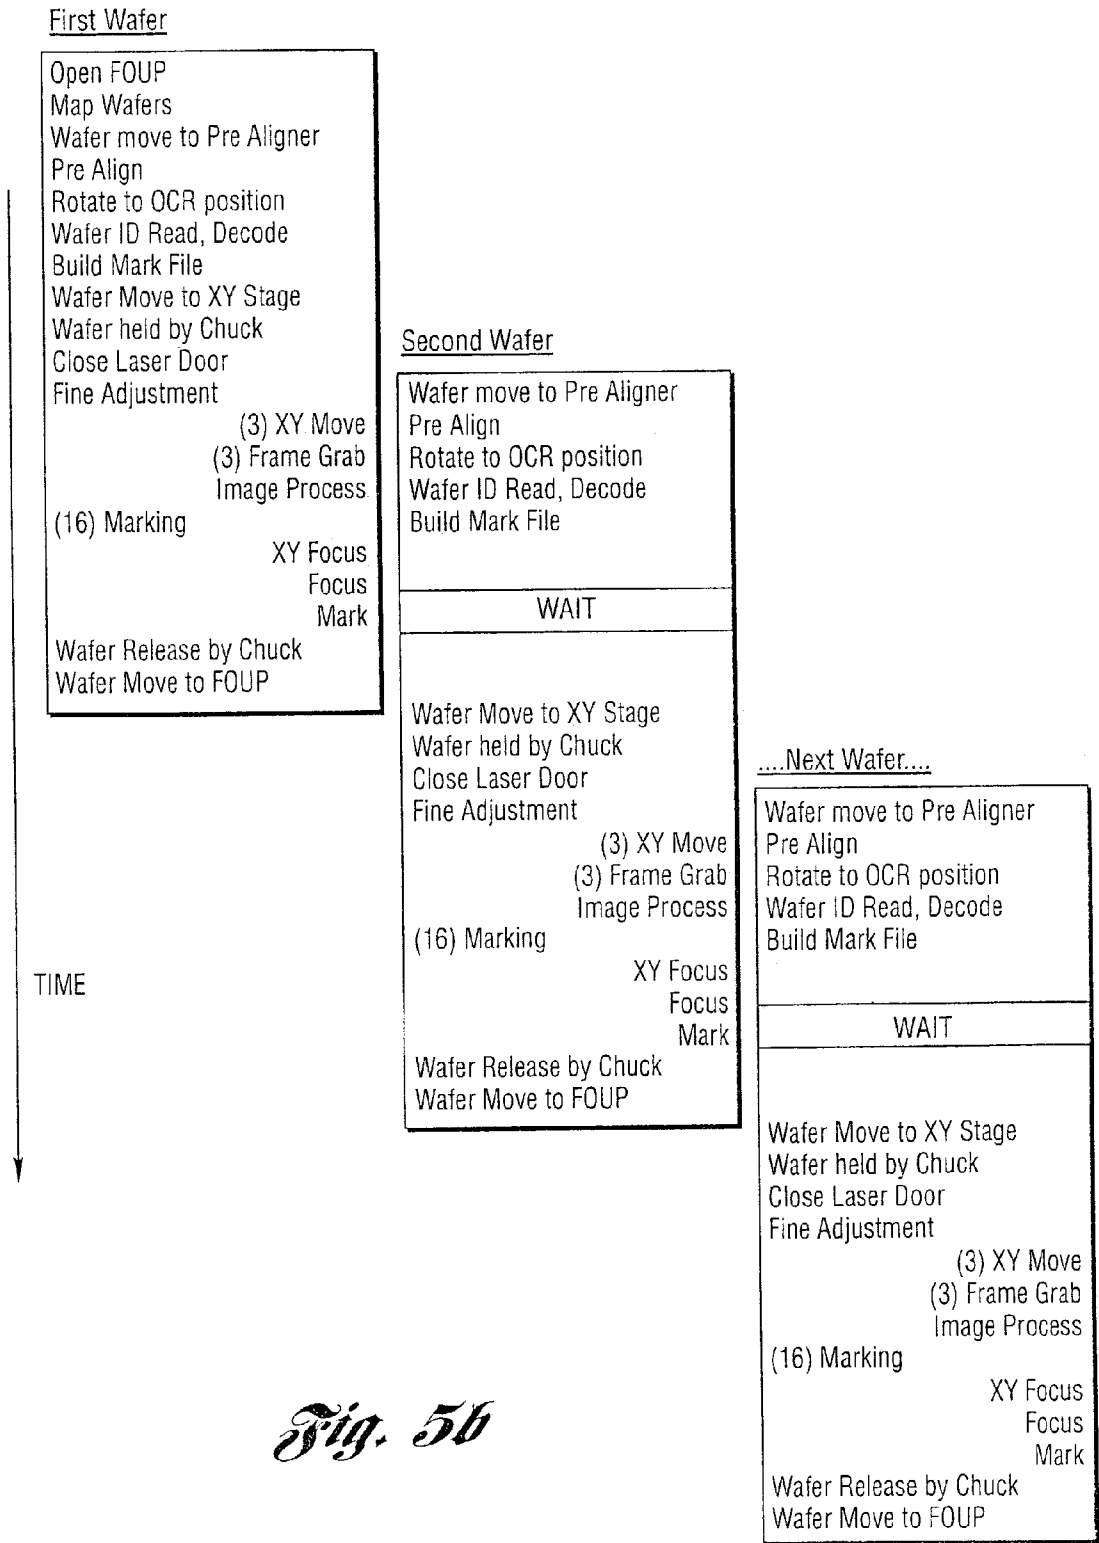 First Wafer
Open FOUP
Map Wafers
Wafer move to Pre Aligner
Pre Align
Rotate to OCR position
Wafer ID Read, Decode
Build Mark File
Wafer Move to XY Stage
Wafer held by Chuck
Close Laser Door
Fine Adjustment
(3) XY Move
(3) Frame Grab
Image Process
(16) Marking
XY Focus
Focus
Mark
Wafer Release by Chuck
Wafer Move to FOUP
Second Wafer
Wafer move to Pre Aligner
Pre Align
Rotate to OCR position
Wafer ID Read, Decode
Build Mark File
WAIT
Wafer Move to XY Stage
Wafer held by Chuck
Close Laser Door
Fine Adjustment
(3) XY Move
(3) Frame Grab
Image Process
(16) Marking
XY Focus
Focus
Mark
Wafer Release by Chuck
Wafer Move to FOUP
....Next Wafer....
Wafer move to Pre Aligner
Pre Align
Rotate to OCR position
Wafer ID Read, Decode
Build Mark File
WAIT
Wafer Move to XY Stage
Wafer held by Chuck
Close Laser Door
Fine Adjustment
(3) XY Move
(3) Frame Grab
Image Process
(16) Marking
XY Focus
Focus
Mark
Wafer Release by Chuck
Wafer Move to FOUP
TIME
Fig. 5b